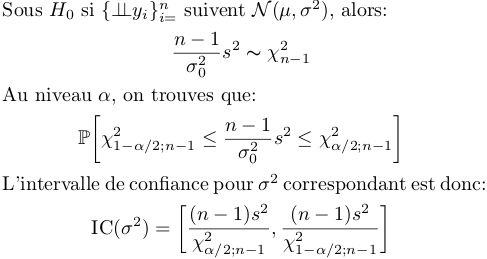 Sous $H_0$ si $\{⫫y_i\}_{i=}^{n}$ suivent $\mathcal{N}(\mu, \sigma^2)$, alors:
$\frac{n-1}{\sigma_0^2}s^2 \sim \chi^2_{n-1}$
Au niveau $\alpha$, on trouves que:
$\mathbb{P}\left[\chi^2_{1-\alpha/2;n-1} \leq \frac{n-1}{\sigma_0^2}s^2 \leq \chi^2_{\alpha/2;n-1}\right]$
L'intervalle de confiance pour $\sigma^2$ correspondant est donc:
$\mathrm{IC}(\sigma^2) = \left[\frac{(n-1)s^2}{\chi^2_{\alpha/2;n-1}}, \frac{(n-1)s^2}{\chi^2_{1-\alpha/2;n-1}}\right]$